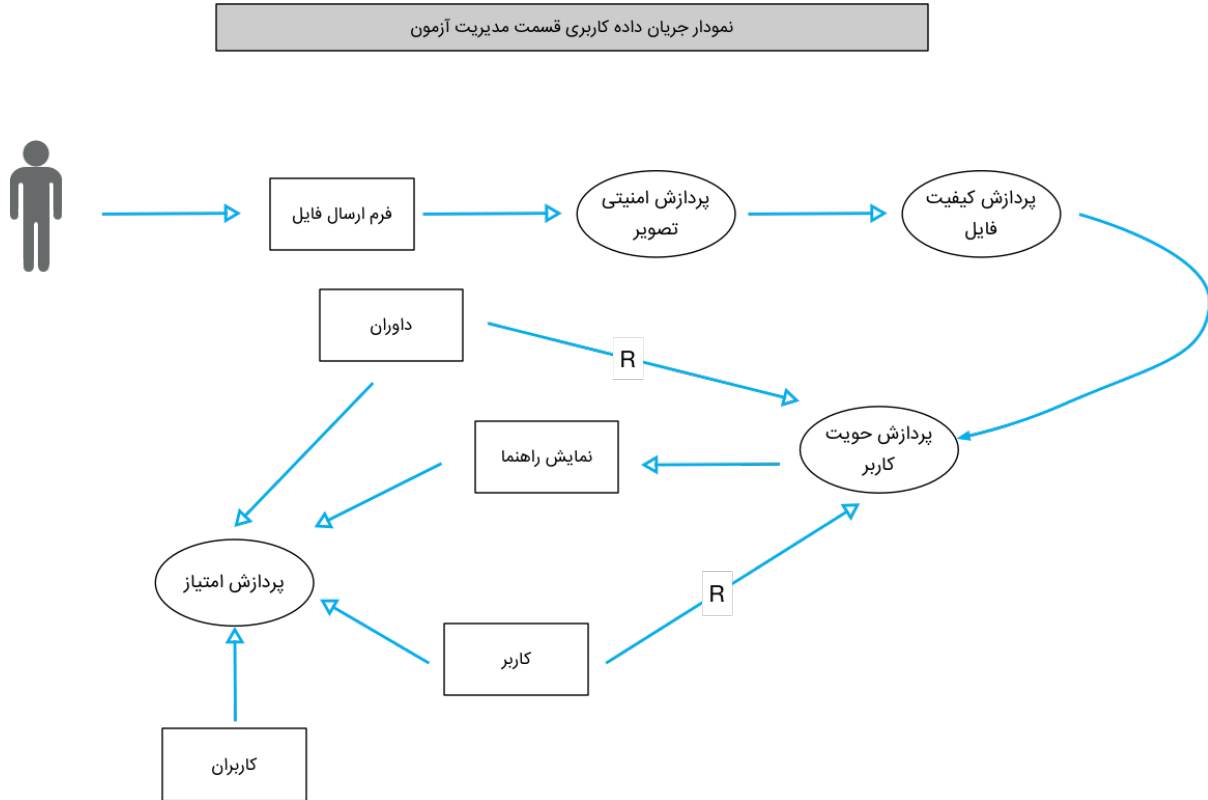 نمودار جریان داده کاربری قسمت مدیریت آزمون
فرم ارسال فایل
پردازش امنیتی
تصویر
پردازش کیفیت
فایل
داوران
R
پردازش حویت
کاربر
نمایش راهنما
پردازش امتیاز
R
کاربر
کاربران